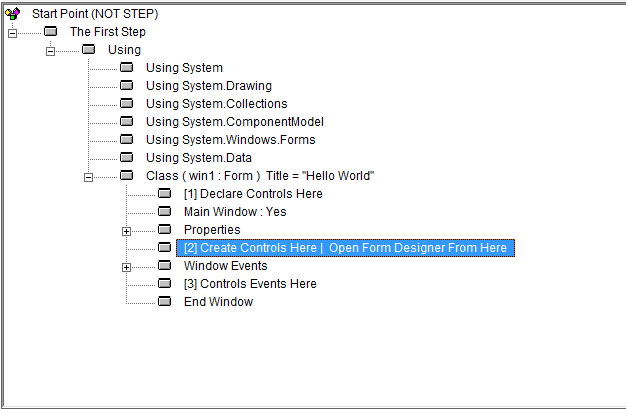 Start Point (NOT STEP)
The First Step
Using
Using System
Using System.Drawing
Using System.Collections
Using System.ComponentModel
Using System.Windows.Forms
Using System.Data
Class ( win1 : Form ) Title = "Hello World"
[1] Declare Controls Here
Main Window : Yes
Properties
[2] Create Controls Here | Open Form Designer From Here
Window Events
[3] Controls Events Here
End Window